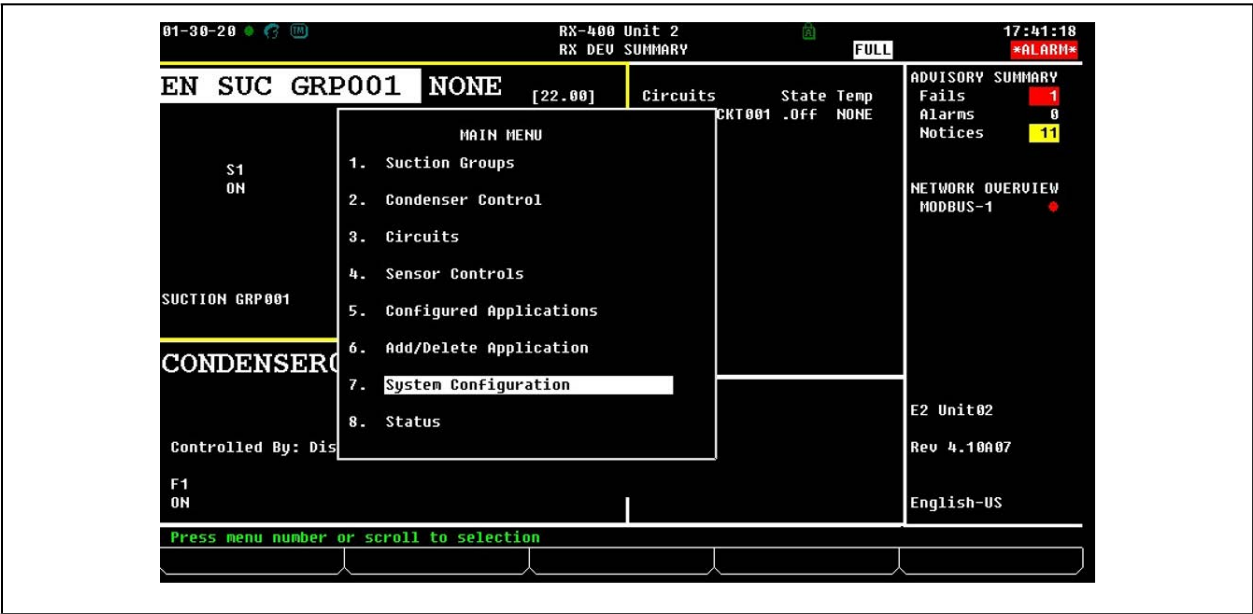 01-30-20 TM RX-400 Unit 2 17:41:18
RX DEV SUMMARY FULL *ALARM*
EN SUC GRP001 NONE [22.00]
Circuits State Temp
CKT001 .Off NONE
S1
ON
SUCTION GRP001
MAIN MENU
1. Suction Groups
2. Condenser Control
3. Circuits
4. Sensor Controls
5. Configured Applications
6. Add/Delete Application
7. System Configuration
8. Status
CONDENSER
Controlled By: Dis
F1
ON
ADVISORY SUMMARY
Fails 1
Alarms 0
Notices 11
NETWORK OVERVIEW
MODBUS-1
E2 Unit02
Rev 4.10A07
English-US
Press menu number or scroll to selection